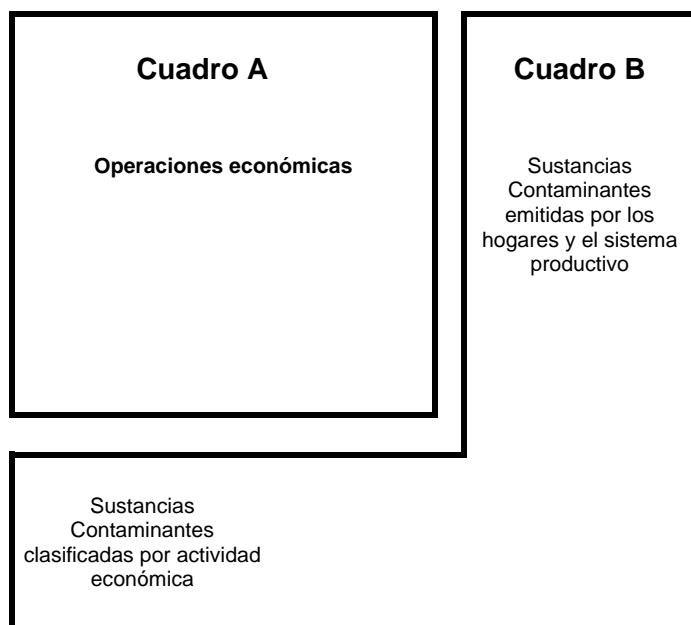 Cuadro A
Operaciones económicas
Cuadro B
Sustancias
Contaminantes
emitidas por los
hogares y el sistema
productivo
Sustancias
Contaminantes
clasificadas por actividad
económica